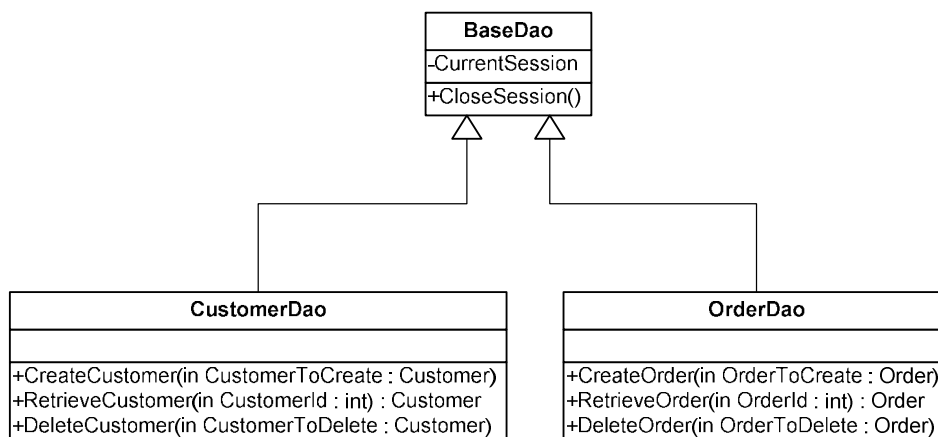 BaseDao
-CurrentSession
+CloseSession()
CustomerDao
+CreateCustomer(in CustomerToCreate : Customer)
+RetrieveCustomer(in CustomerId : int) : Customer
+DeleteCustomer(in CustomerToDelete : Customer)
OrderDao
+CreateOrder(in OrderToCreate : Order)
+RetrieveOrder(in OrderId : int) : Order
+DeleteOrder(in OrderToDelete : Order)